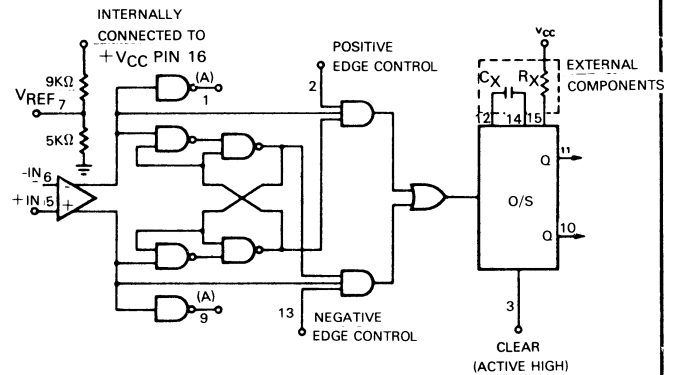 INTERNALLY
CONNECTED TO
+VCC PIN 16
9KΩ
VREF 7
5KΩ
-IN 6
+IN 5
-
+
(A)
1
(A)
9
POSITIVE
EDGE CONTROL
2
13
NEGATIVE
EDGE CONTROL
VCC
CX
RX
EXTERNAL
COMPONENTS
12 14 15
O/S
Q 11
Q 10
3
CLEAR
(ACTIVE HIGH)